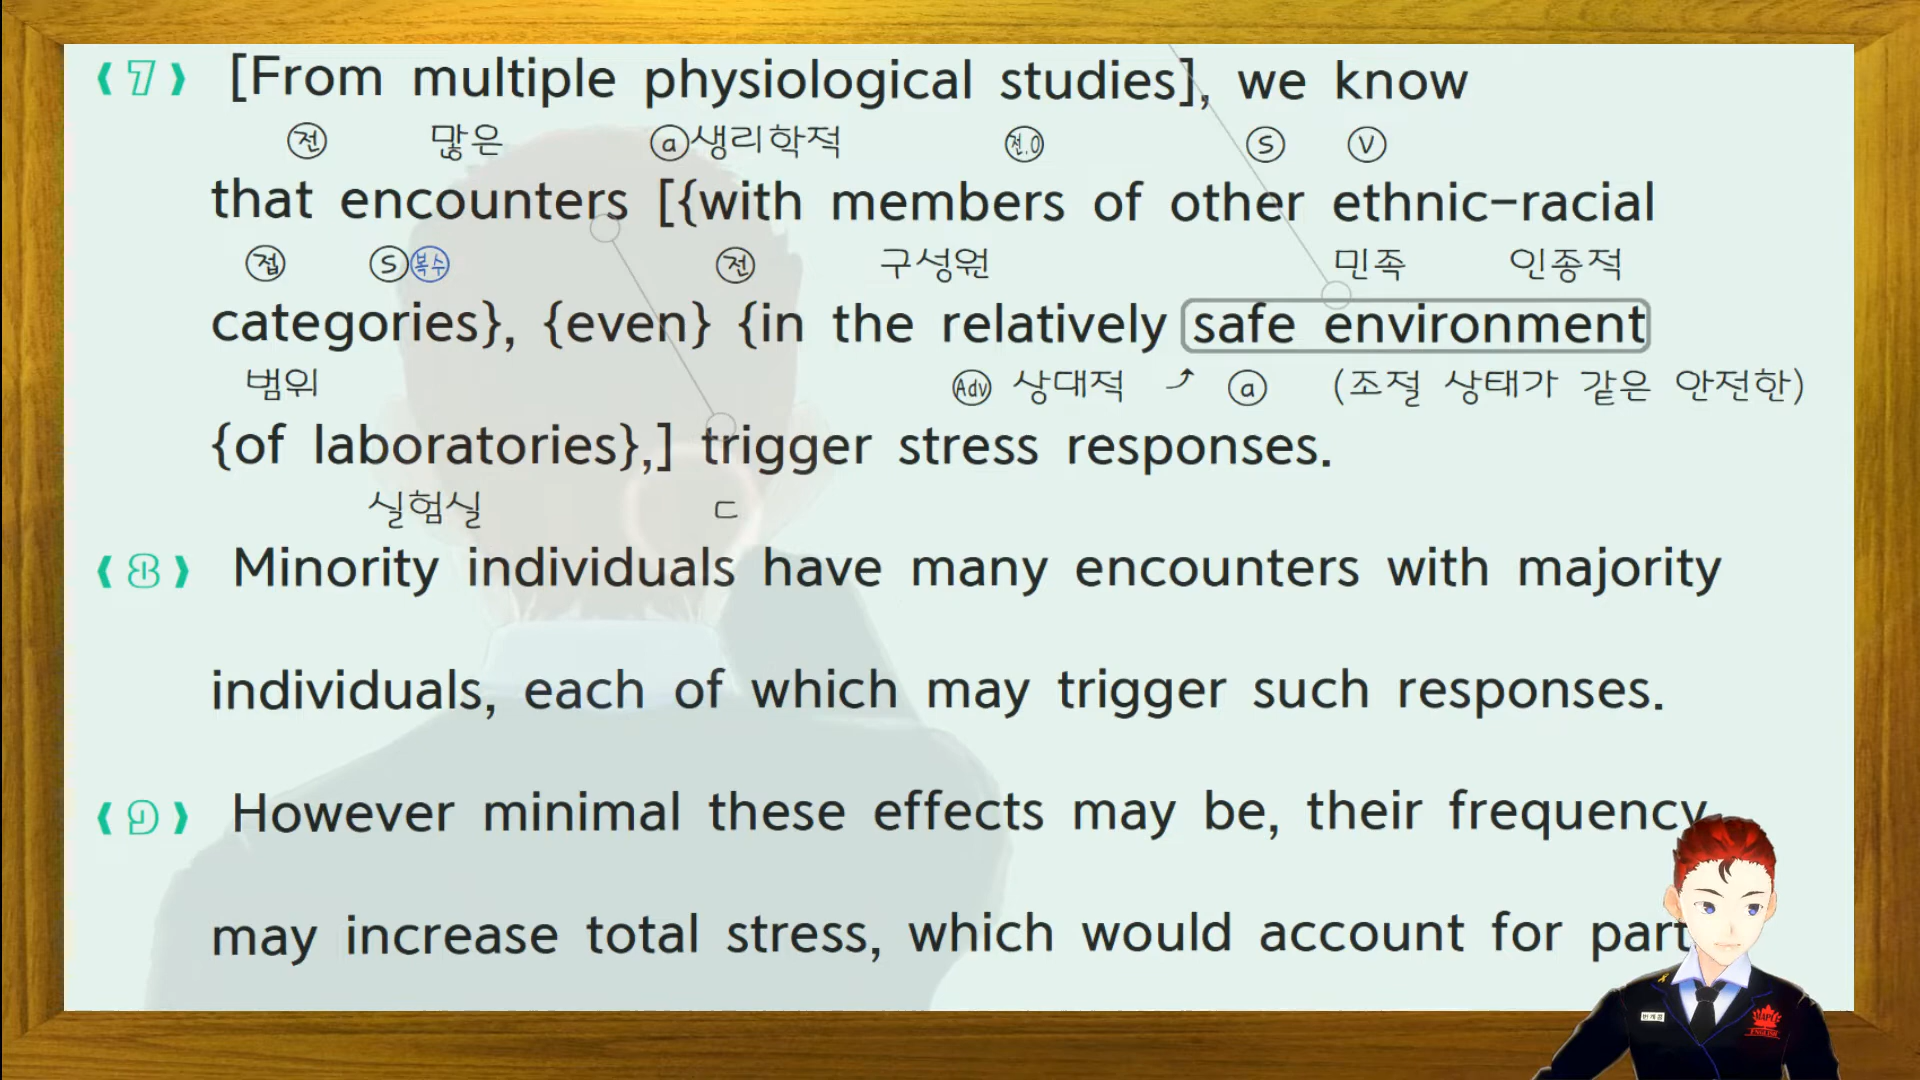 (7) [From multiple physiological studies], we know
전 많은 a 생리학적 전.O S V
that encounters [{with members of other ethnic-racial
접 S 복수 전 구성원 민족 인종적
categories}, {even} {in the relatively safe environment
범위 Adv 상대적 a (조절 상태가 같은 안전한)
{of laboratories},] trigger stress responses.
실험실 ㄷ
(8) Minority individuals have many encounters with majority
individuals, each of which may trigger such responses.
(9) However minimal these effects may be, their frequency
may increase total stress, which would account for part